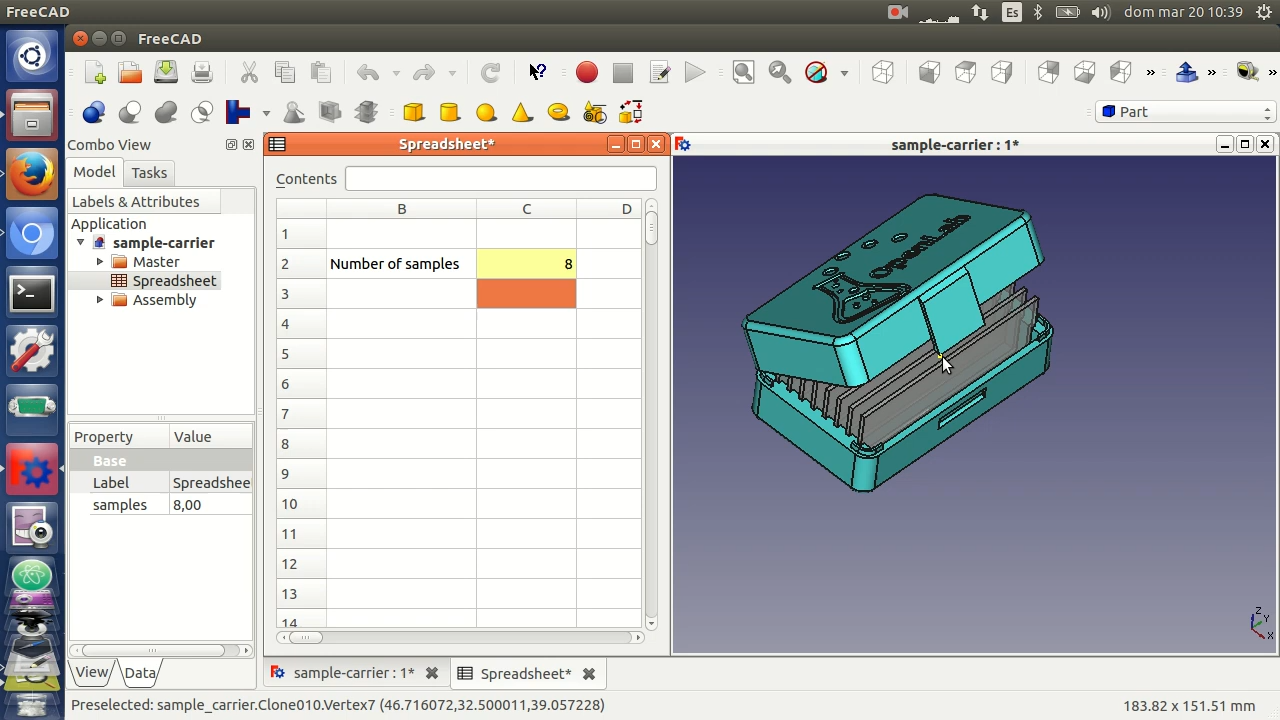 FreeCAD
Es
dom mar 20 10:39
FreeCAD
Part
Combo View
Model
Tasks
Labels & Attributes
Application
sample-carrier
Master
Spreadsheet
Assembly
Property Value
Base
Label Spreadshee
samples 8,00
View
Data
Spreadsheet*
Contents
B C D
1
2 Number of samples 8
3
4
5
6
7
8
9
10
11
12
13
14
sample-carrier : 1*
OpenLab
Z
Y
X
sample-carrier : 1*
Spreadsheet*
Preselected: sample_carrier.Clone010.Vertex7 (46.716072,32.500011,39.057228)
183.82 x 151.51 mm